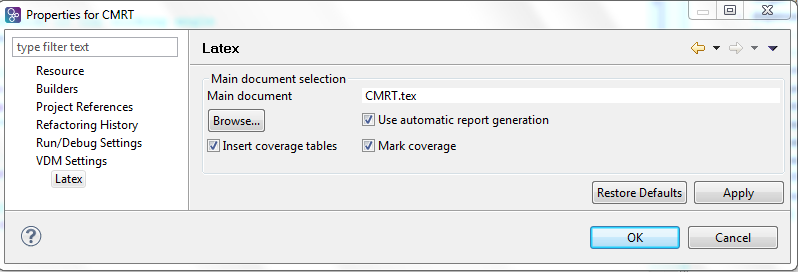 Properties for CMRT
type filter text
Resource
Builders
Project References
Refactoring History
Run/Debug Settings
VDM Settings
Latex
Latex
Main document selection
Main document CMRT.tex
Browse... Use automatic report generation
Insert coverage tables Mark coverage
Restore Defaults Apply
? OK Cancel